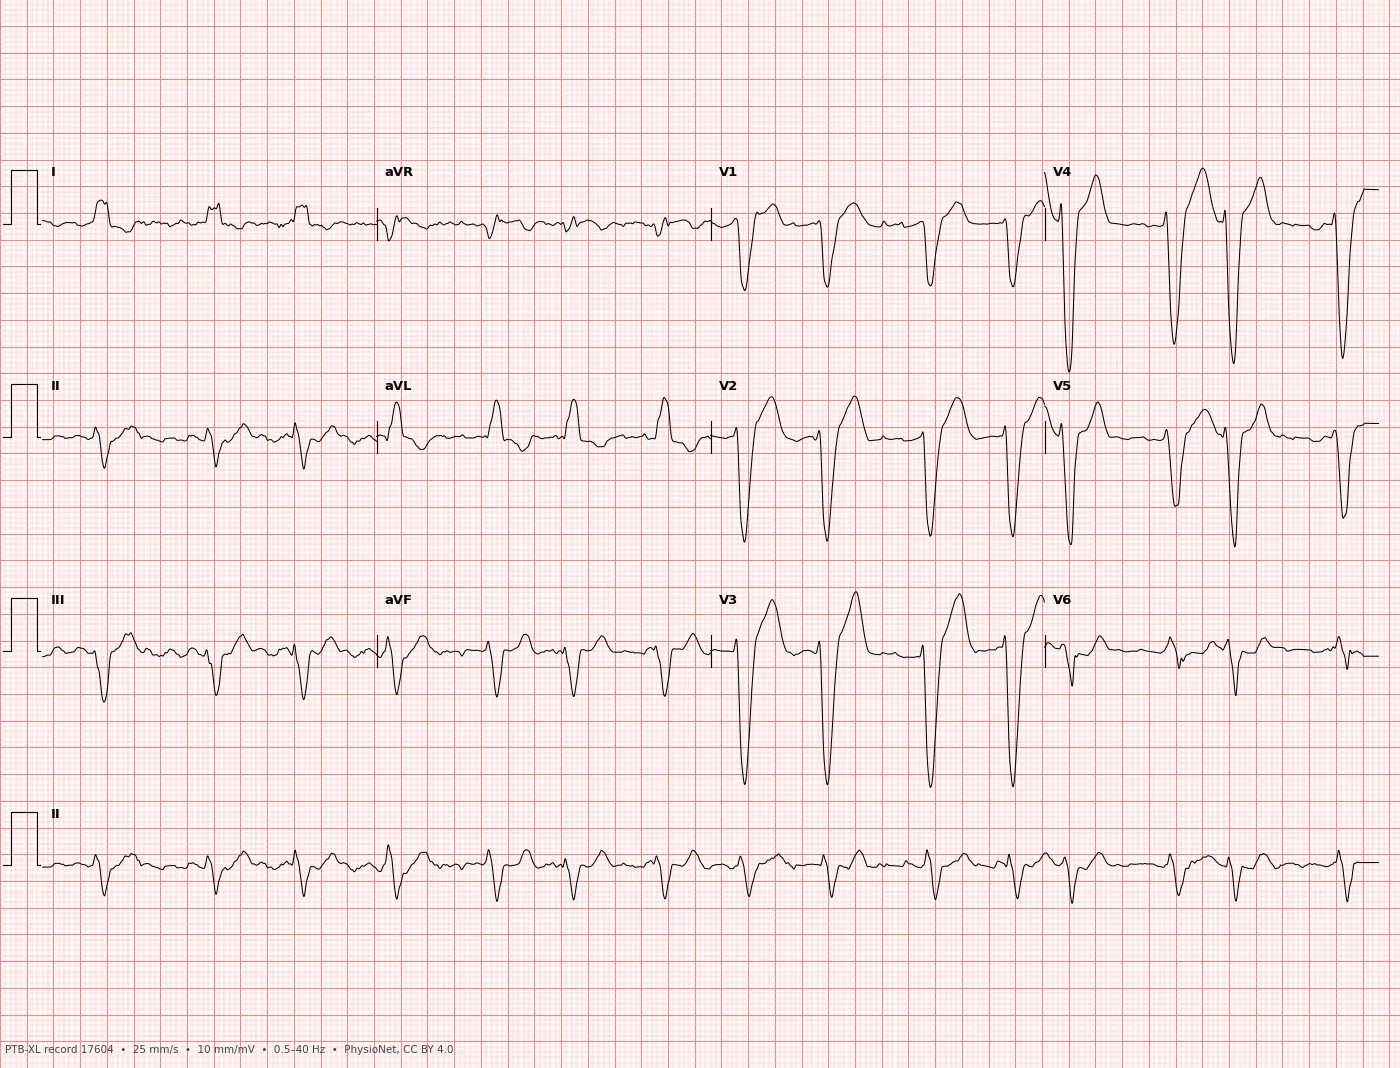 I aVR V1 V4
II aVL V2 V5
III aVF V3 V6
II
PTB-XL record 17604 • 25 mm/s • 10 mm/mV • 0.5–40 Hz • PhysioNet, CC BY 4.0